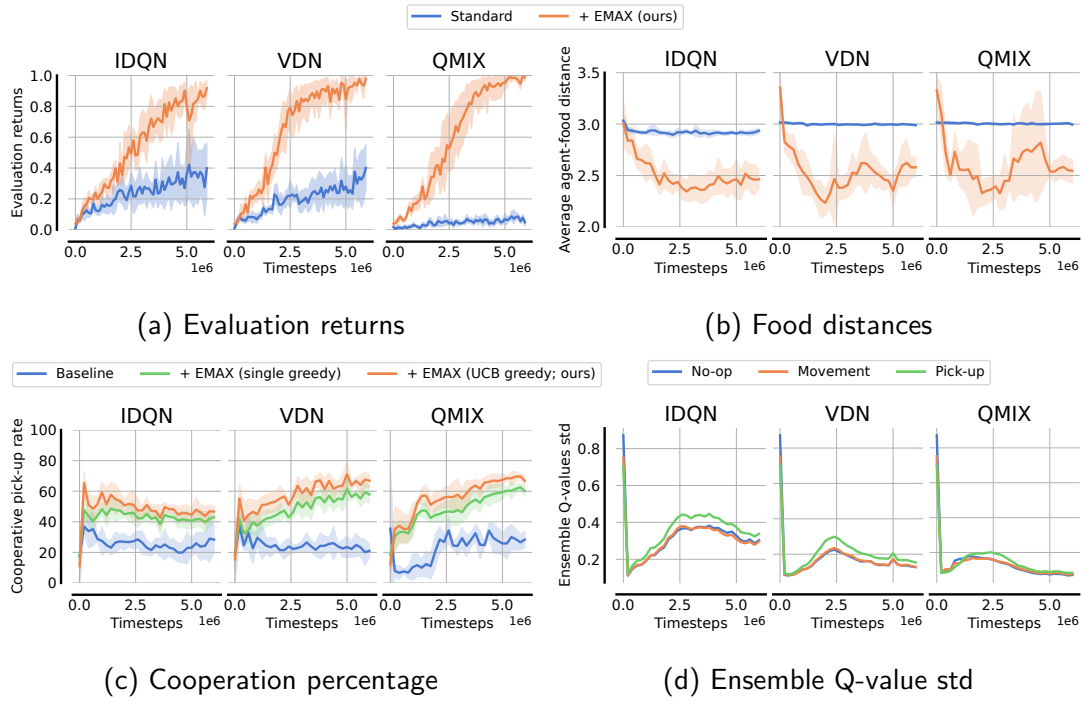 Standard + EMAX (ours)
IDQN VDN QMIX
Evaluation returns
1.0
0.8
0.6
0.4
0.2
0.0
0.0 2.5 5.0 0.0 2.5 5.0 0.0 2.5 5.0
Timesteps 1e6 Timesteps 1e6 Timesteps 1e6
(a) Evaluation returns
IDQN VDN QMIX
Average agent-food distance
3.5
3.0
2.5
2.0
0.0 2.5 5.0 0.0 2.5 5.0 0.0 2.5 5.0
Timesteps 1e6 Timesteps 1e6 Timesteps 1e6
(b) Food distances
Baseline + EMAX (single greedy) + EMAX (UCB greedy; ours)
IDQN VDN QMIX
Cooperative pick-up rate
100
80
60
40
20
0
0.0 2.5 5.0 0.0 2.5 5.0 0.0 2.5 5.0
Timesteps 1e6 Timesteps 1e6 Timesteps 1e6
(c) Cooperation percentage
No-op Movement Pick-up
IDQN VDN QMIX
Ensemble Q-values std
0.8
0.6
0.4
0.2
0.0 2.5 5.0 0.0 2.5 5.0 0.0 2.5 5.0
Timesteps 1e6 Timesteps 1e6 Timesteps 1e6
(d) Ensemble Q-value std